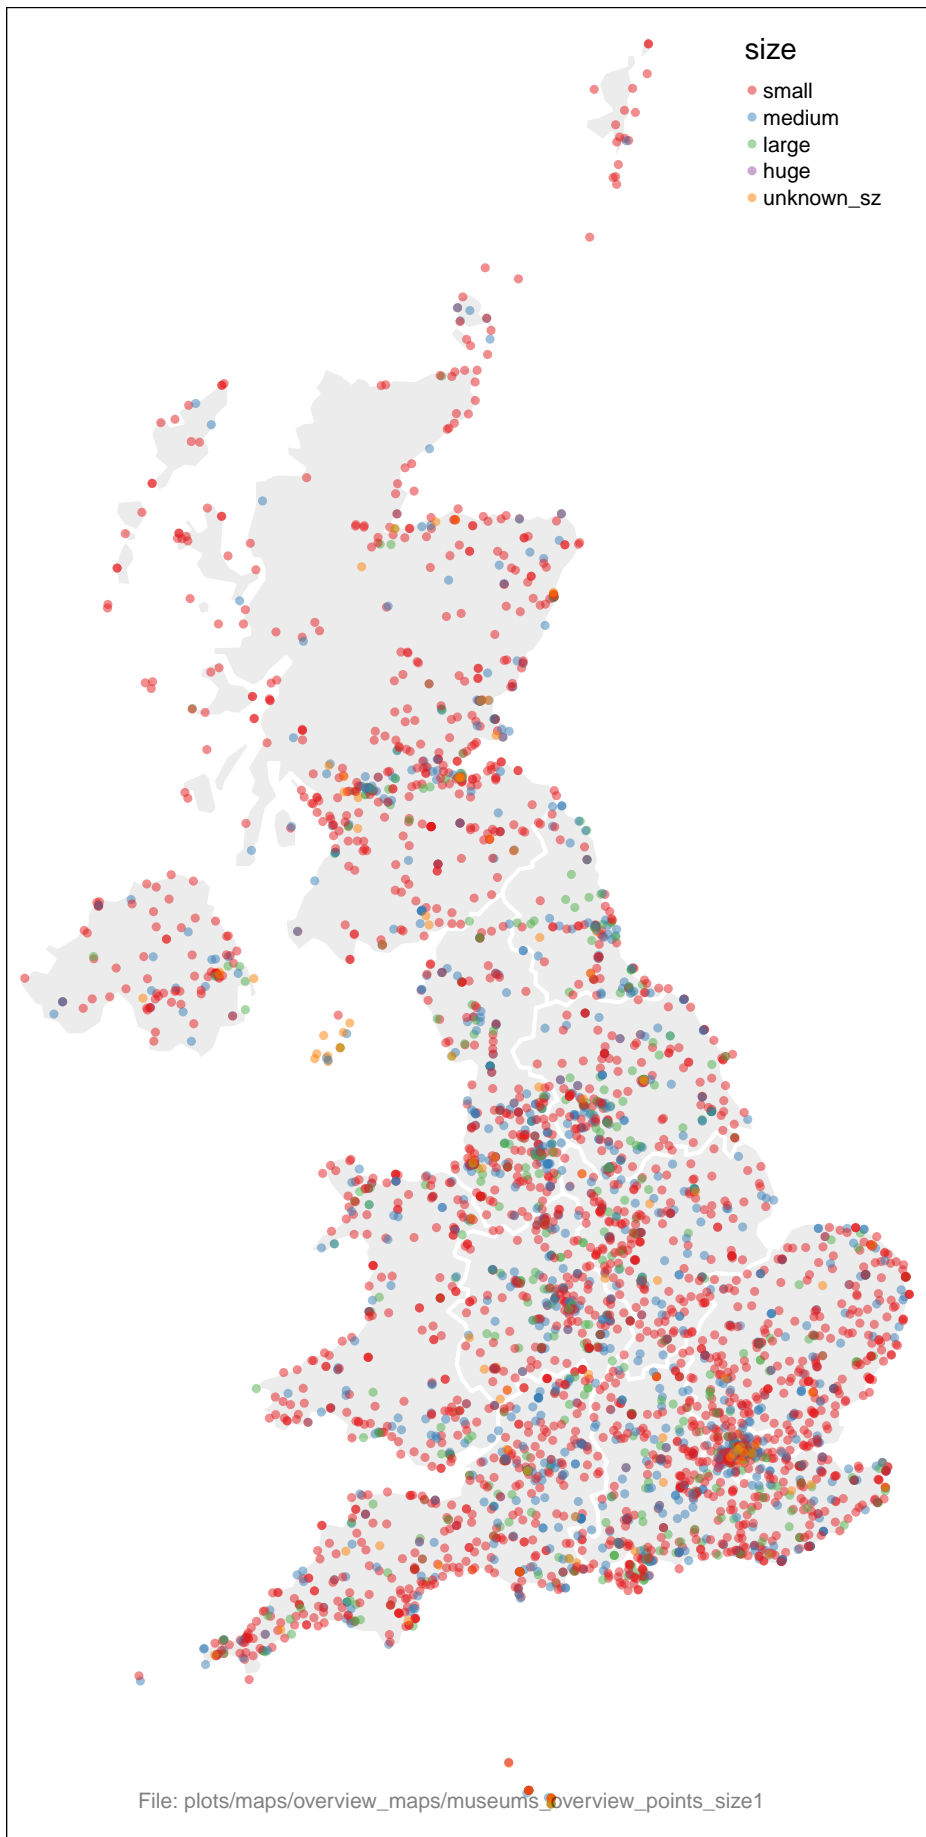 size
small
medium
large
huge
unknown_sz
File: plots/maps/overview_maps/museums_overview_points_size1